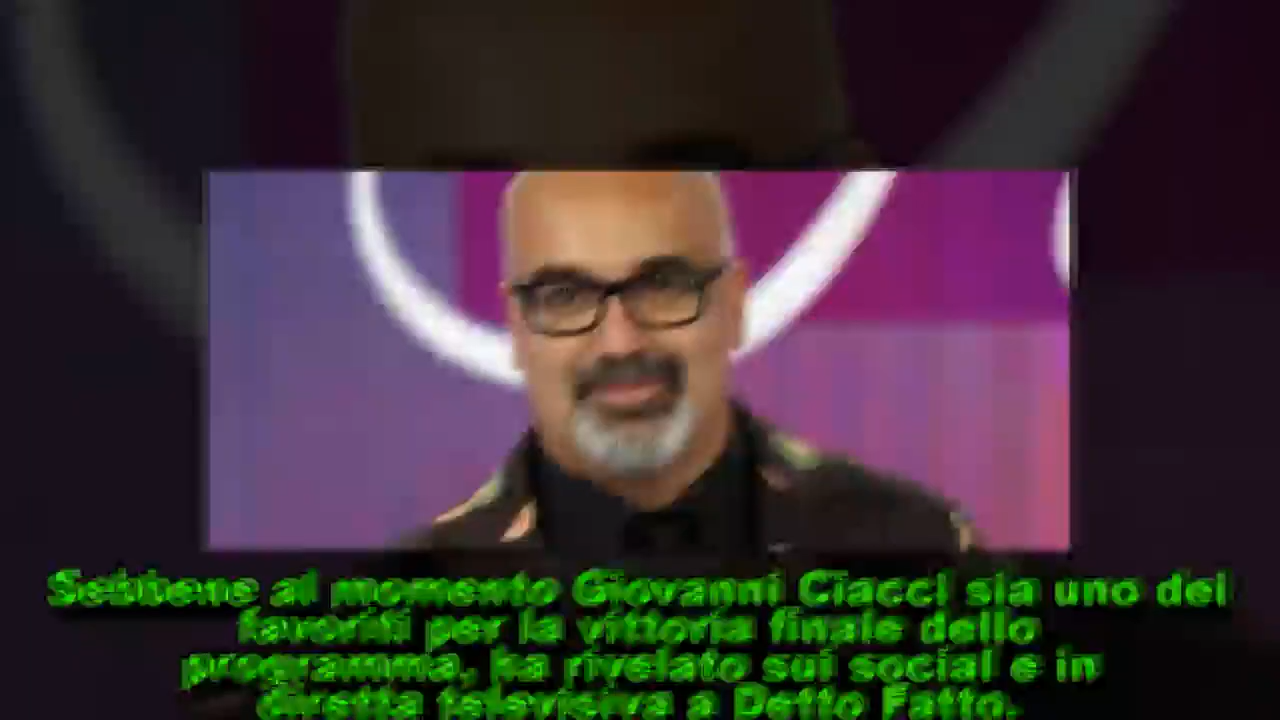 Sebbene al momento Giovanni Ciacci sia uno dei
favoriti per la vittoria finale dello
programma, ha rivelato sui social e in
diretta televisiva a Detto Fatto.